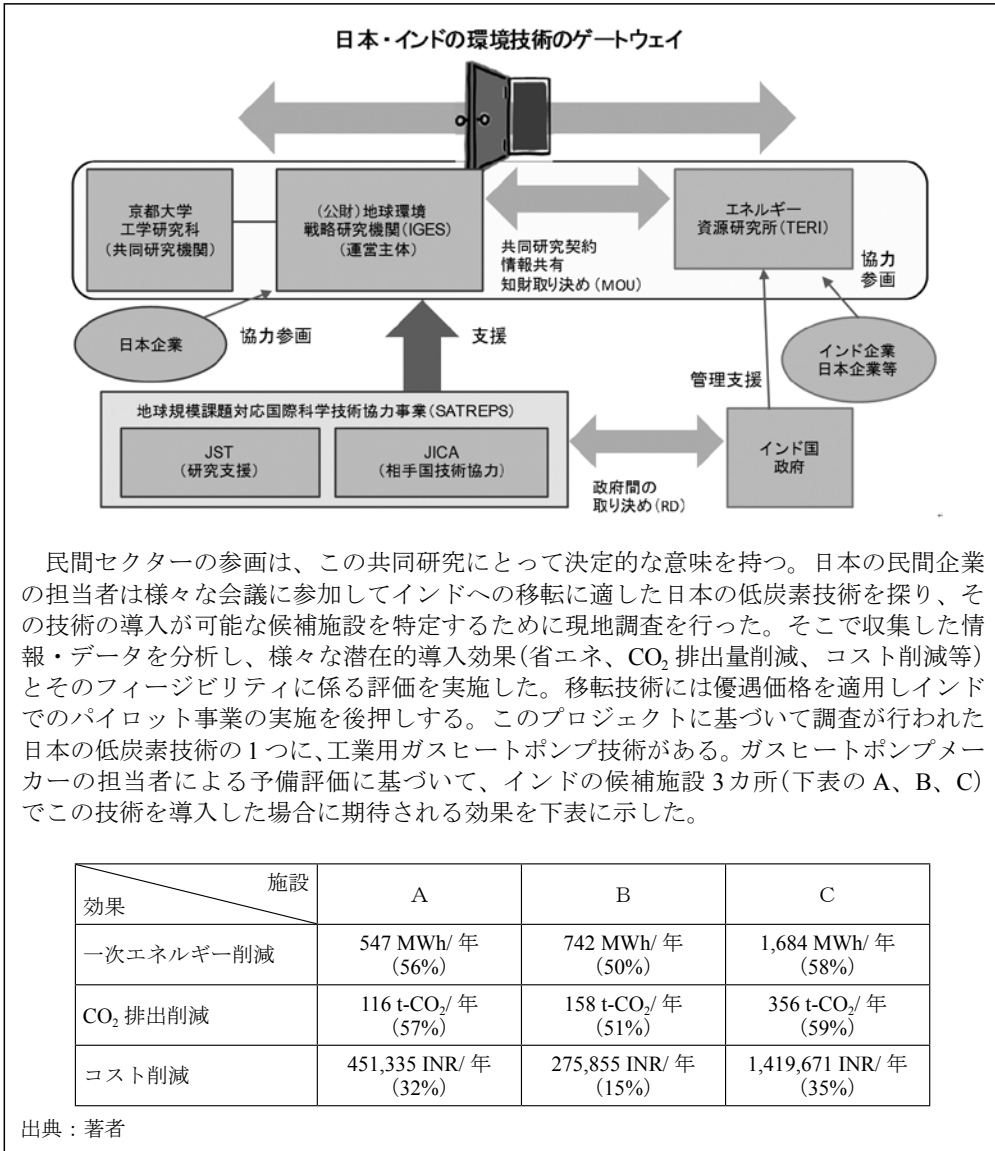 日本・インドの環境技術のゲートウェイ
京都大学
工学研究科
(共同研究機関)
(公財)地球環境
戦略研究機関(IGES)
(運営主体)
共同研究契約
情報共有
知財取り決め(MOU)
エネルギー
資源研究所(TERI)
協力
参画
日本企業
協力参画
支援
管理支援
インド企業
日本企業等
地球規模課題対応国際科学技術協力事業(SATREPS)
JST
(研究支援)
JICA
(相手国技術協力)
政府間の
取り決め(RD)
インド国
政府
民間セクターの参画は、この共同研究にとって決定的な意味を持つ。日本の民間企業
の担当者は様々な会議に参加してインドへの移転に適した日本の低炭素技術を探り、そ
の技術の導入が可能な候補施設を特定するために現地調査を行った。そこで収集した情
報・データを分析し、様々な潜在的導入効果(省エネ、CO₂ 排出量削減、コスト削減等)
とそのフィージビリティに係る評価を実施した。移転技術には優遇価格を適用しインド
でのパイロット事業の実施を後押しする。このプロジェクトに基づいて調査が行われた
日本の低炭素技術の1つに、工業用ガスヒートポンプ技術がある。ガスヒートポンプメー
カーの担当者による予備評価に基づいて、インドの候補施設 3カ所(下表の A、B、C)
でこの技術を導入した場合に期待される効果を下表に示した。
施設
効果
A
B
C
一次エネルギー削減
547 MWh/ 年
(56%)
742 MWh/ 年
(50%)
1,684 MWh/ 年
(58%)
CO₂ 排出削減
116 t-CO₂/ 年
(57%)
158 t-CO₂/ 年
(51%)
356 t-CO₂/ 年
(59%)
コスト削減
451,335 INR/ 年
(32%)
275,855 INR/ 年
(15%)
1,419,671 INR/ 年
(35%)
出典：著者